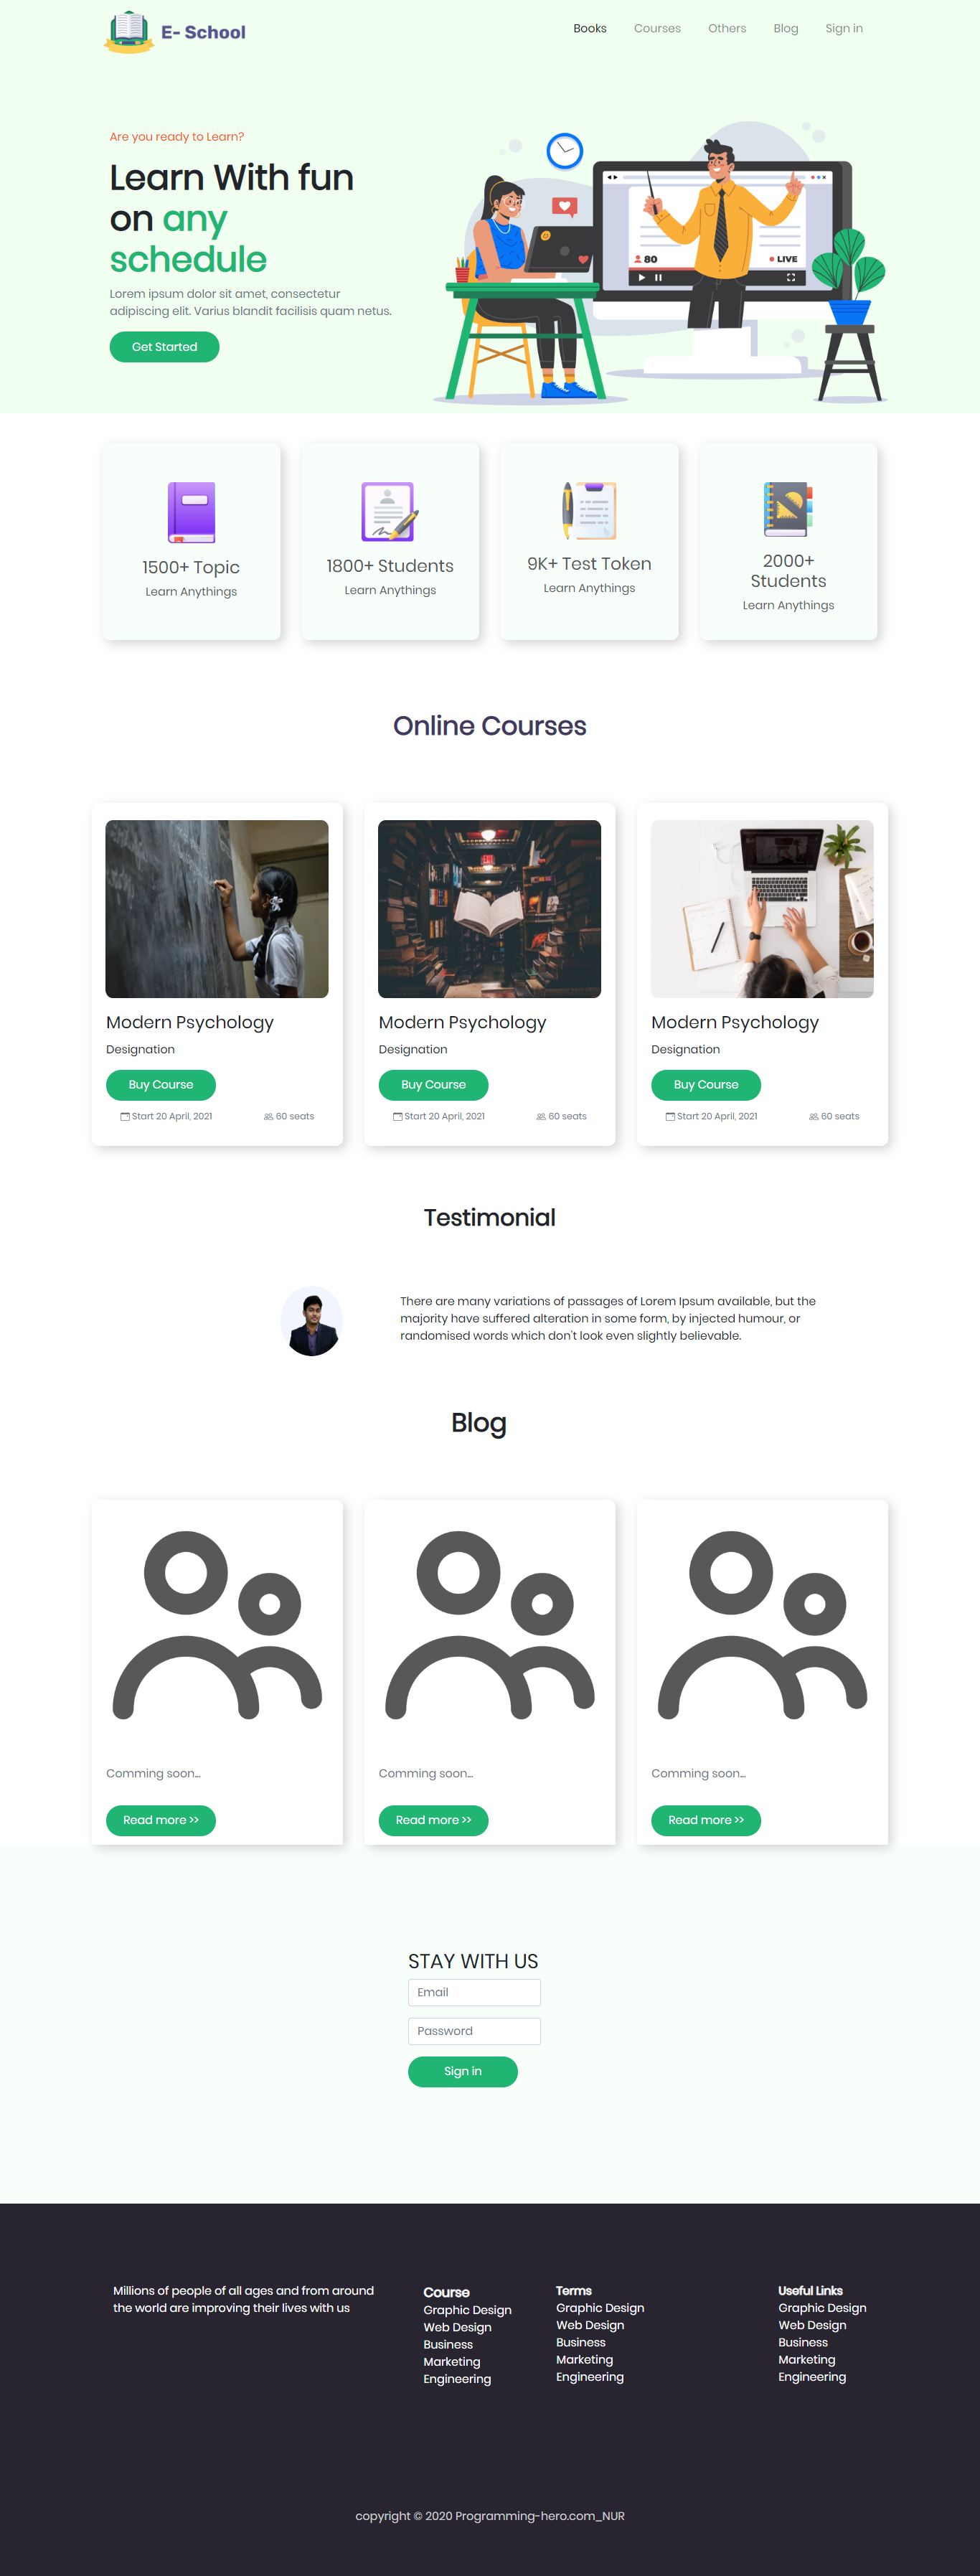 E- School
Books
Courses
Others
Blog
Sign in
Are you ready to Learn?
Learn With fun
on any
schedule
Lorem ipsum dolor sit amet, consectetur
adipiscing elit. Varius blandit facilisis quam netus.
Get Started
80
LIVE
1500+ Topic
Learn Anythings
1800+ Students
Learn Anythings
9K+ Test Token
Learn Anythings
2000+
Students
Learn Anythings
Online Courses
Modern Psychology
Designation
Buy Course
Start 20 April, 2021
60 seats
Modern Psychology
Designation
Buy Course
Start 20 April, 2021
60 seats
Modern Psychology
Designation
Buy Course
Start 20 April, 2021
60 seats
Testimonial
There are many variations of passages of Lorem Ipsum available, but the
majority have suffered alteration in some form, by injected humour, or
randomised words which don't look even slightly believable.
Blog
Comming soon...
Read more >>
Comming soon...
Read more >>
Comming soon...
Read more >>
STAY WITH US
Email
Password
Sign in
Millions of people of all ages and from around
the world are improving their lives with us
Course
Graphic Design
Web Design
Business
Marketing
Engineering
Terms
Graphic Design
Web Design
Business
Marketing
Engineering
Useful Links
Graphic Design
Web Design
Business
Marketing
Engineering
copyright © 2020 Programming-hero.com_NUR